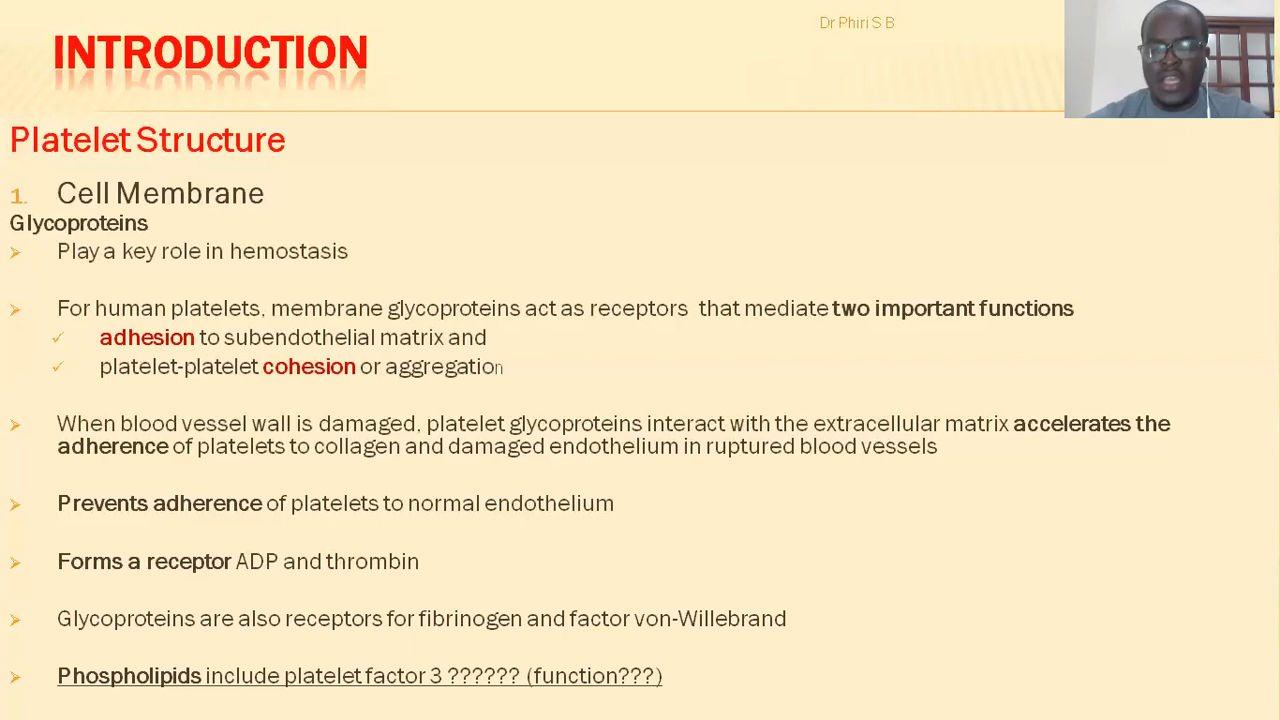 Dr Phiri S B
INTRODUCTION
Platelet Structure
1. Cell Membrane
Glycoproteins
Play a key role in hemostasis
For human platelets, membrane glycoproteins act as receptors that mediate two important functions
adhesion to subendothelial matrix and
platelet-platelet cohesion or aggregation
When blood vessel wall is damaged, platelet glycoproteins interact with the extracellular matrix accelerates the
adherence of platelets to collagen and damaged endothelium in ruptured blood vessels
Prevents adherence of platelets to normal endothelium
Forms a receptor ADP and thrombin
Glycoproteins are also receptors for fibrinogen and factor von-Willebrand
Phospholipids include platelet factor 3 ?????? (function???)